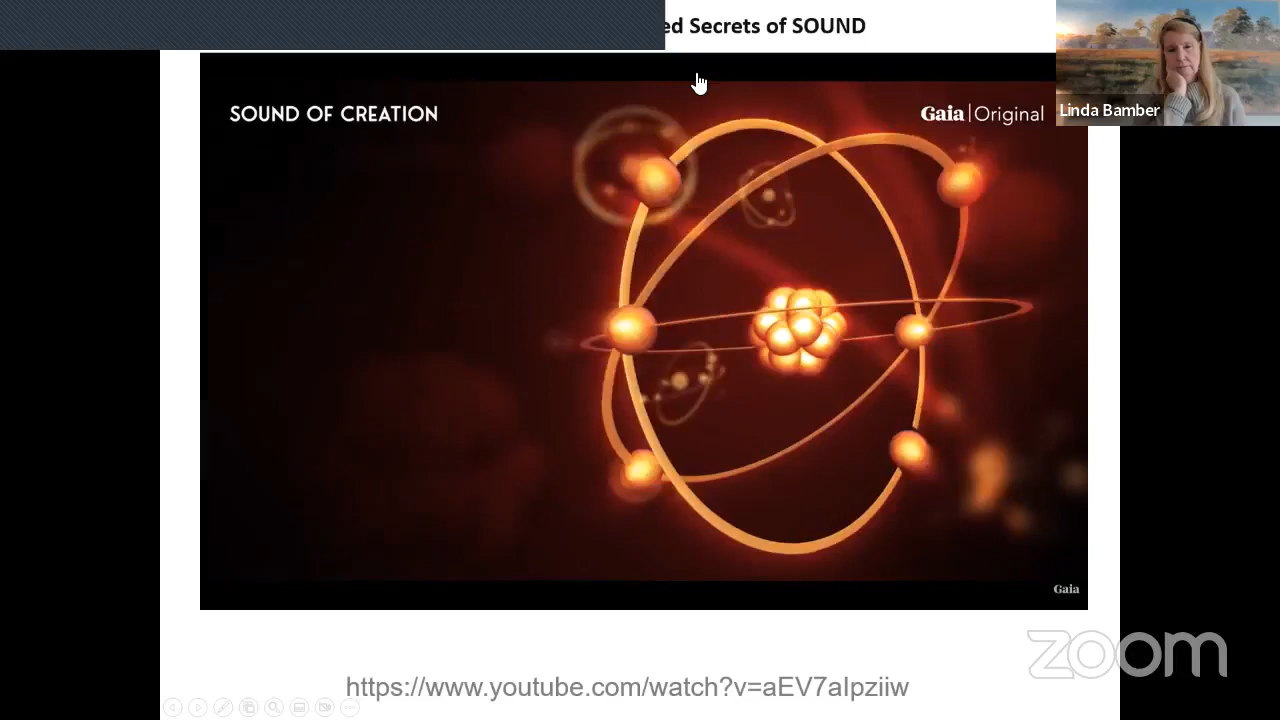 ed Secrets of SOUND
Linda Bamber
SOUND OF CREATION
Gaia|Original
Gaia
zoom
https://www.youtube.com/watch?v=aEV7aIpziiw